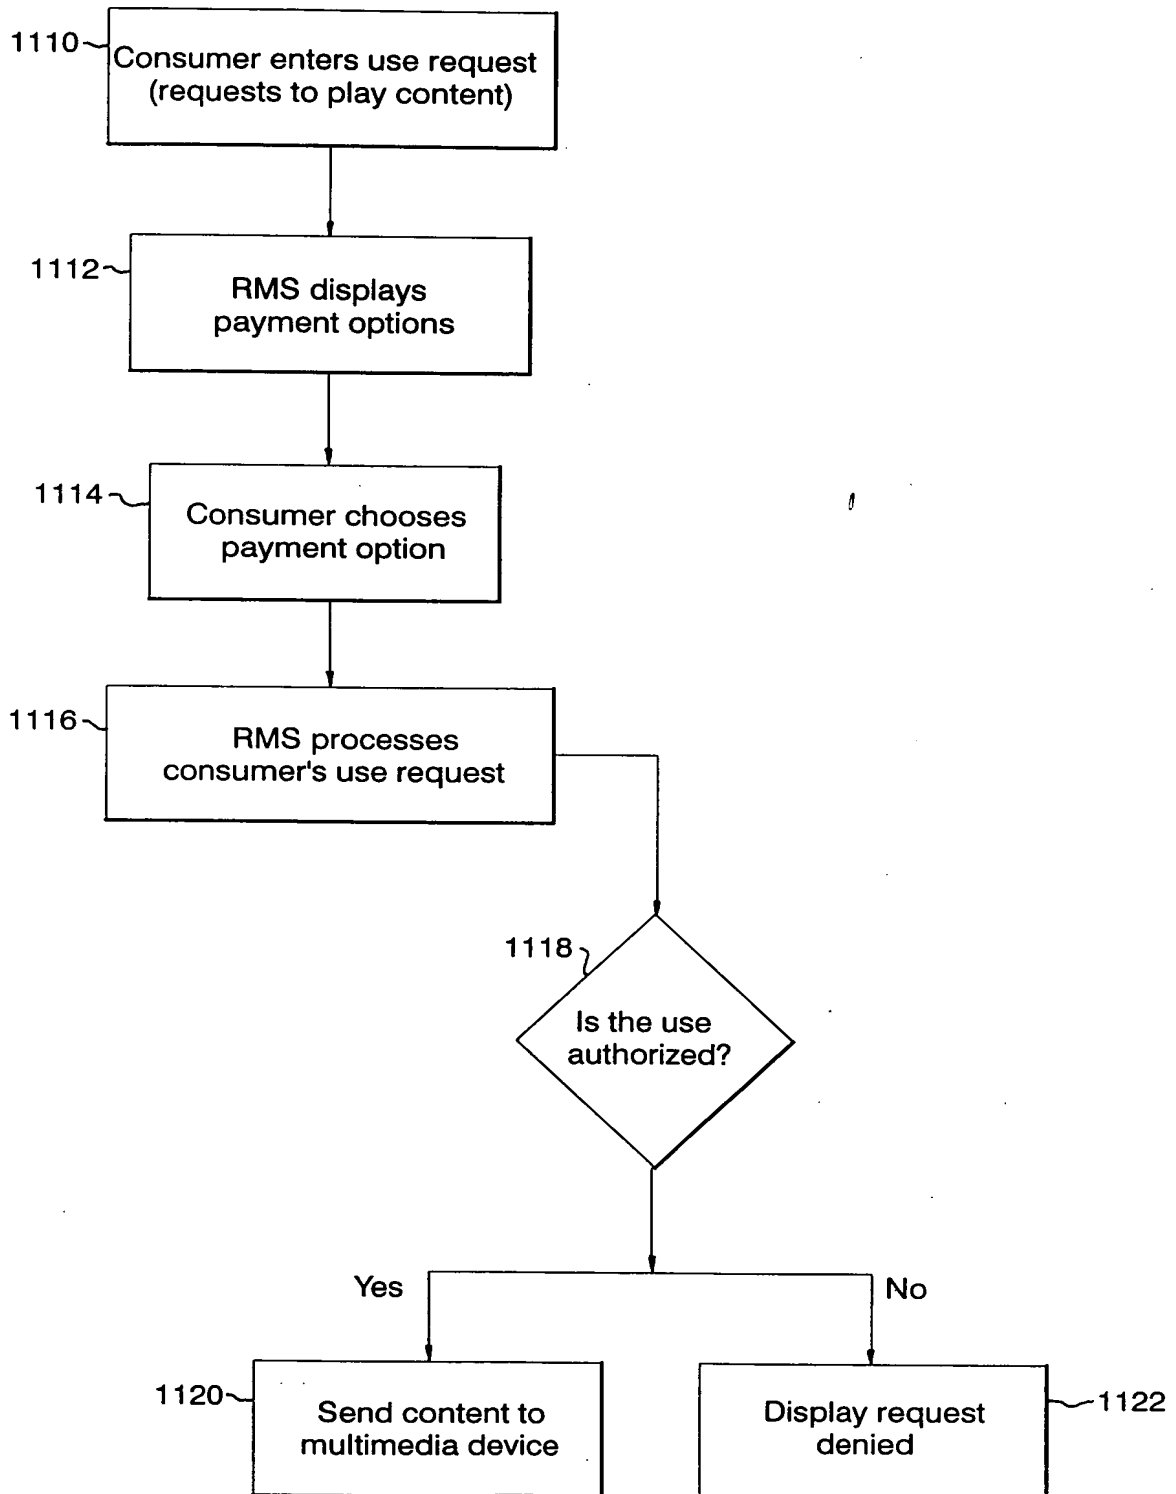 1110
Consumer enters use request
(requests to play content)
1112
RMS displays
payment options
1114
Consumer chooses
payment option
1116
RMS processes
consumer's use request
1118
Is the use
authorized?
Yes
No
1120
Send content to
multimedia device
Display request
denied
1122